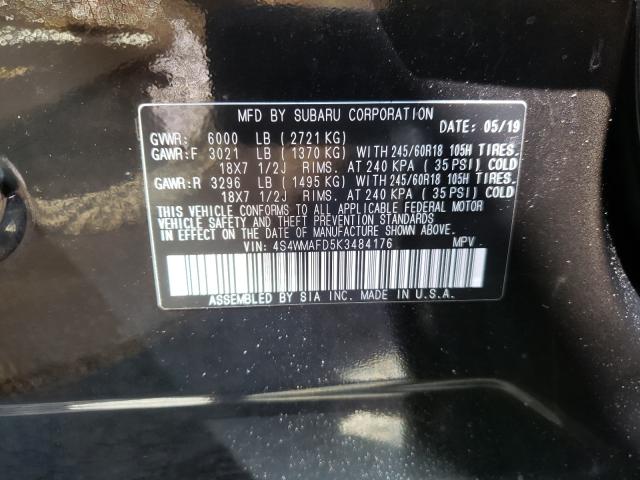 MFD BY SUBARU CORPORATION
GVWR: 6000 LB ( 2721 KG) DATE: 05/19
GAWR:F 3021 LB ( 1370 KG) WITH 245/60R18 105H TIRES.
18X7 1/2J RIMS. AT 240 KPA ( 35 PSI) COLD
GAWR:R 3296 LB ( 1495 KG) WITH 245/60R18 105H TIRES.
18X7 1/2J RIMS. AT 240 KPA ( 35 PSI) COLD
THIS VEHICLE CONFORMS TO ALL APPLICABLE FEDERAL MOTOR
VEHICLE SAFETY AND THEFT PREVENTION STANDARDS
IN EFFECT ON THE DATE OF MANUFACTURE SHOWN ABOVE.
VIN: 4S4WMAFD5K3484176 MPV
ASSEMBLED BY SIA INC. MADE IN U.S.A.